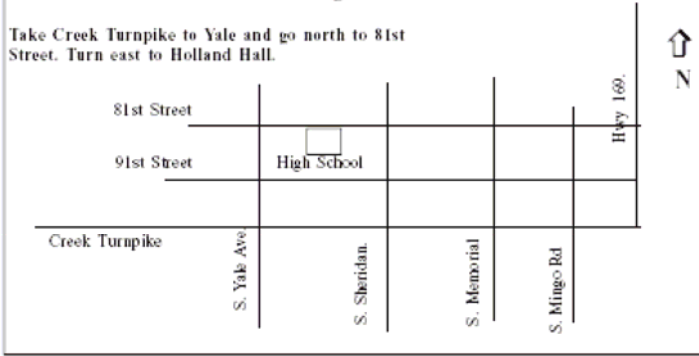 Take Creek Turnpike to Yale and go north to 81st
Street. Turn east to Holland Hall.
N
Hwy 169.
81st Street
91st Street
High School
Creek Turnpike
S. Yale Ave.
S. Sheridan.
S. Memorial
S. Mingo Rd